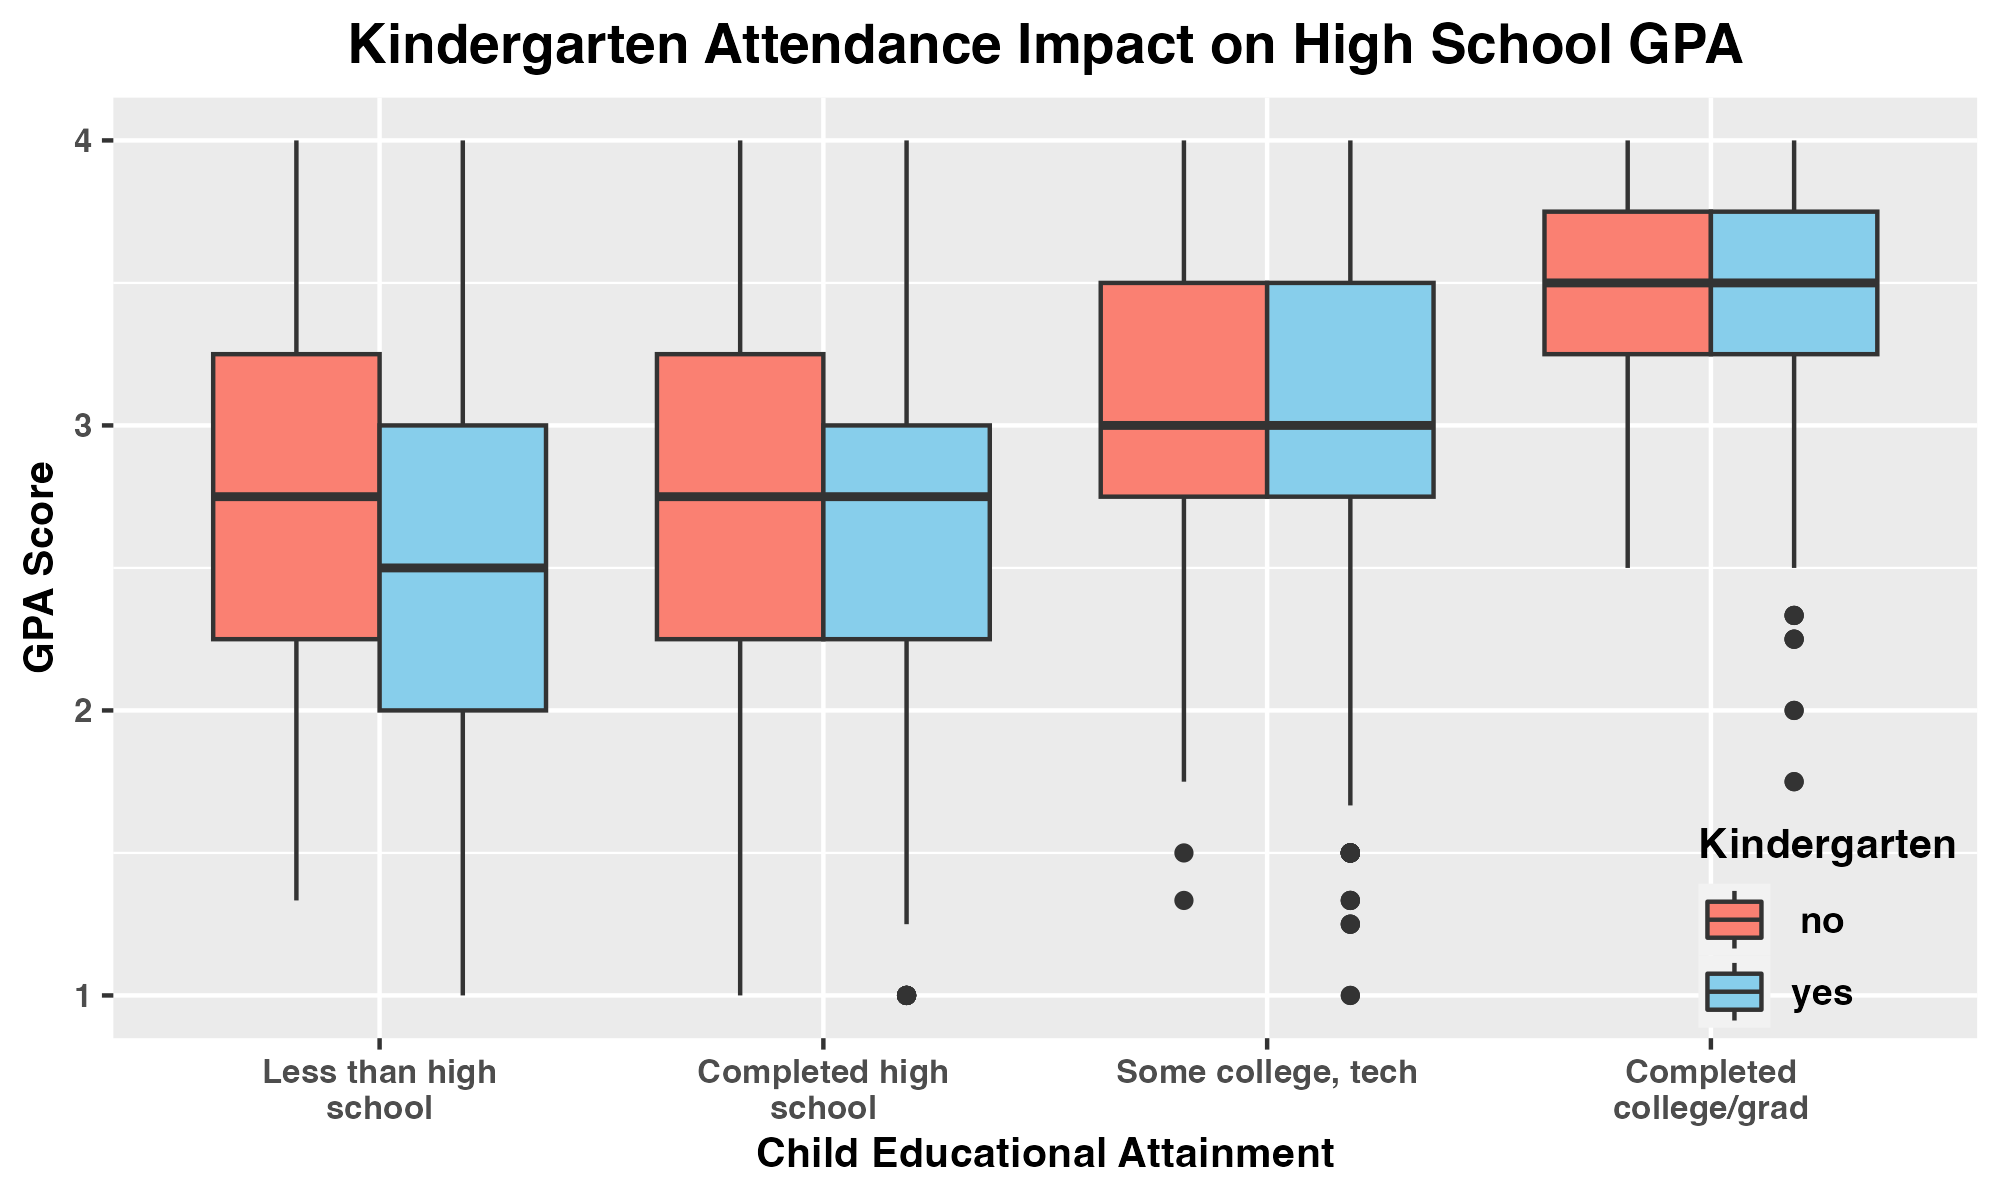 Kindergarten Attendance Impact on High School GPA
GPA Score
4
3
2
1
Kindergarten
no
yes
Less than high
school
Completed high
school
Some college, tech
Completed
college/grad
Child Educational Attainment